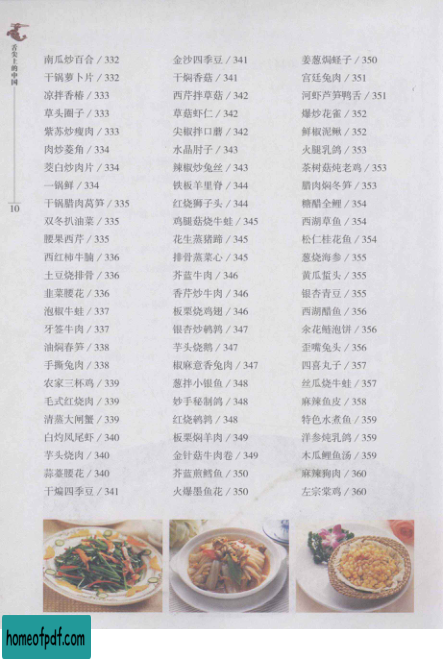 舌尖上的中国
10
南瓜炒百合 / 332
干锅萝卜片 / 332
凉拌香椿 / 333
草头圈子 / 333
紫苏炒瘦肉 / 333
肉炒菱角 / 334
茭白炒肉片 / 334
一锅鲜 / 334
干锅腊肉莴笋 / 335
双冬扒油菜 / 335
腰果西芹 / 335
西红柿牛腩 / 336
土豆烧排骨 / 336
韭菜腰花 / 336
泡椒牛蛙 / 337
牙签牛肉 / 337
油焖春笋 / 338
手撕兔肉 / 338
农家三杯鸡 / 339
毛式红烧肉 / 339
清蒸大闸蟹 / 339
白灼凤尾虾 / 340
芋头烧肉 / 340
蒜薹腰花 / 340
干煸四季豆 / 341
金沙四季豆 / 341
干焖香菇 / 341
西芹拌草菇 / 342
草菇虾仁 / 342
尖椒拌口蘑 / 342
水晶肘子 / 343
辣椒炒兔丝 / 343
铁板羊里脊 / 344
红烧狮子头 / 344
鸡腿菇烧牛蛙 / 345
花生蒸猪蹄 / 345
排骨蒸菜心 / 345
芥蓝牛肉 / 346
香芹炒牛肉 / 346
板栗烧鸡翅 / 346
银杏炒鹌鹑 / 347
芋头烧鹅 / 347
椒麻意香兔肉 / 347
葱拌小银鱼 / 348
妙手秘制鸽 / 348
红烧鹌鹑 / 348
板栗焖羊肉 / 349
金针菇牛肉卷 / 349
芥蓝煎鳕鱼 / 350
火爆墨鱼花 / 350
姜葱焗蛏子 / 350
宫廷兔肉 / 351
河虾芦笋鸭舌 / 351
爆炒花雀 / 352
鲜椒泥鳅 / 352
火腿乳鸽 / 353
茶树菇炖老鸡 / 353
腊肉焖冬笋 / 353
糖醋全鲤 / 354
西湖草鱼 / 354
松仁桂花鱼 / 354
葱烧海参 / 355
黄瓜蜇头 / 355
银杏青豆 / 355
西湖醋鱼 / 356
汆花鲢泡饼 / 356
歪嘴兔头 / 356
四喜丸子 / 357
丝瓜烧牛蛙 / 357
麻辣鱼皮 / 358
特色水煮鱼 / 359
洋参炖乳鸽 / 359
木瓜鲤鱼汤 / 359
麻辣狗肉 / 360
左宗棠鸡 / 360
homeofpdf.com